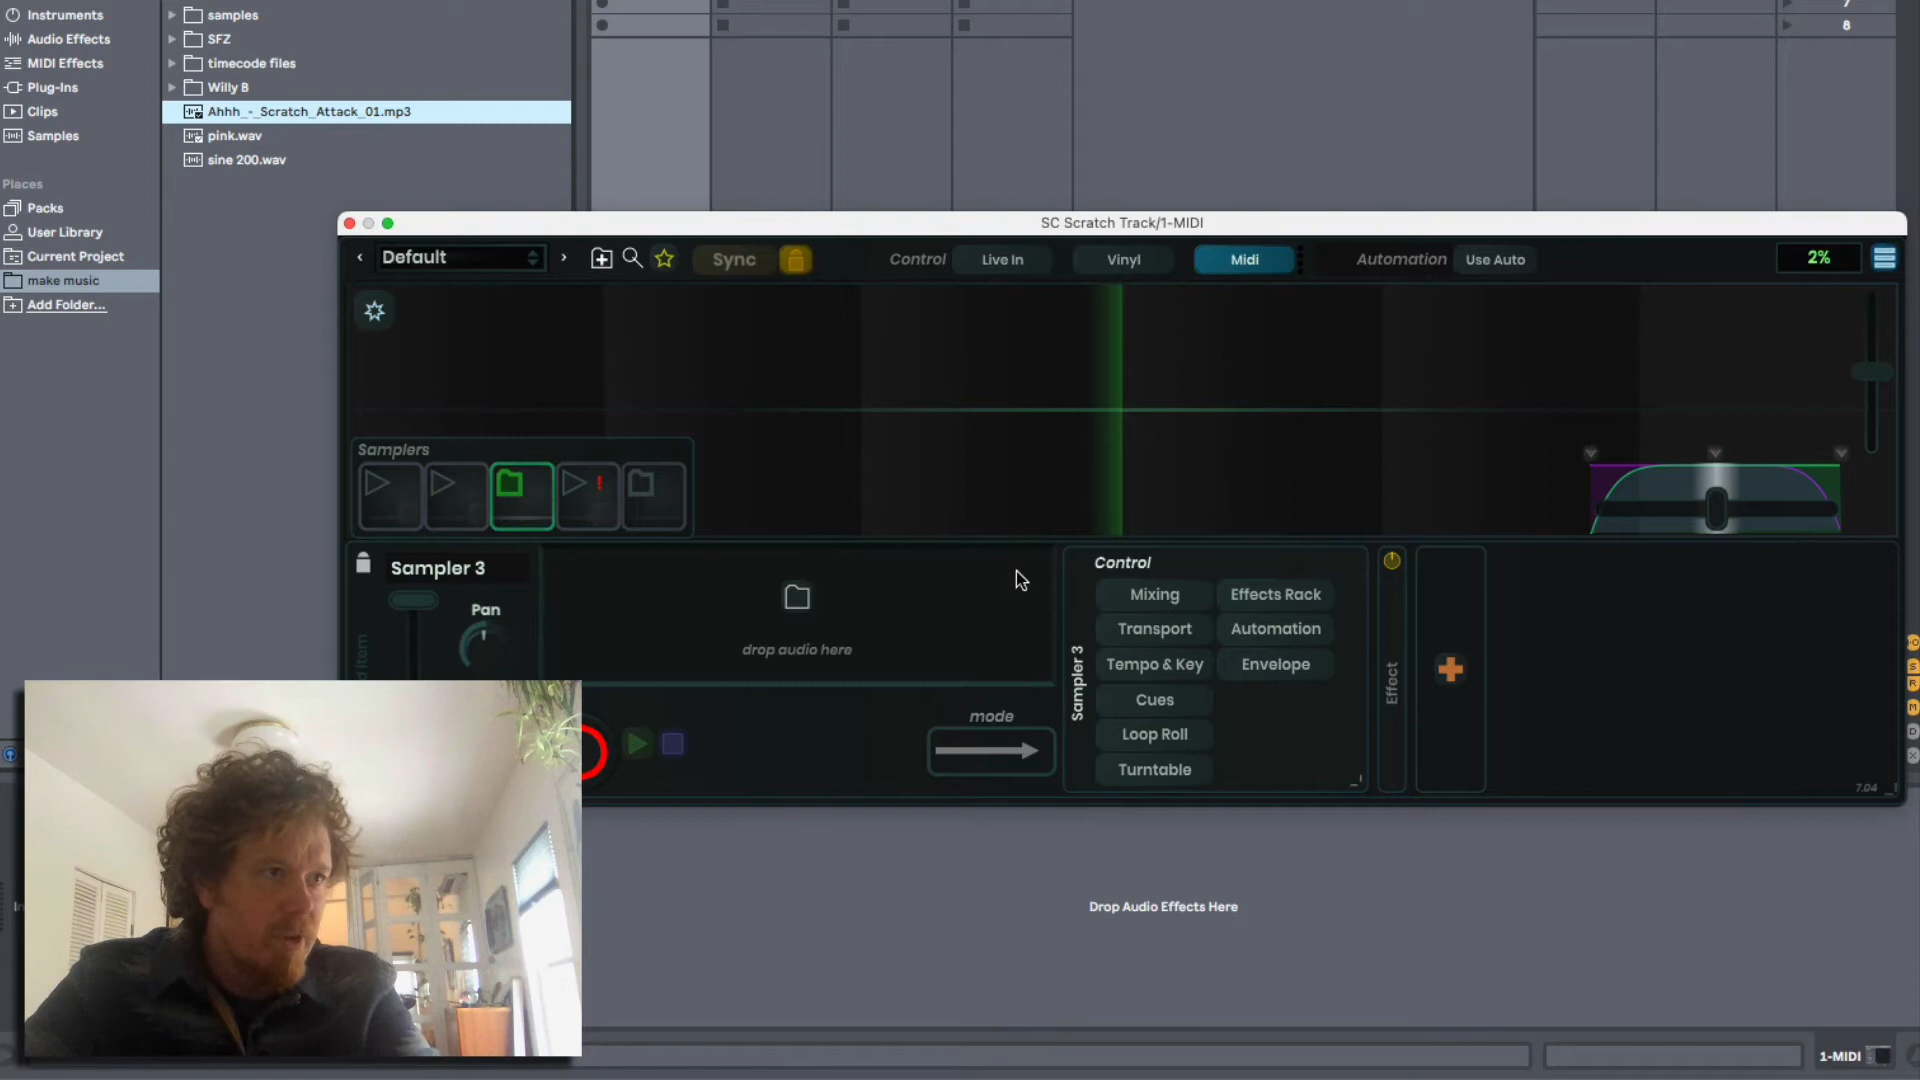 Instruments
Audio Effects
MIDI Effects
Plug-Ins
Clips
Samples
Places
Packs
User Library
Current Project
make music
Add Folder...
samples
SFZ
timecode files
Willy B
Ahhh_-_Scratch_Attack_01.mp3
pink.wav
sine 200.wav
7
8
SC Scratch Track/1-MIDI
Default
Sync
Control
Live In
Vinyl
Midi
Automation
Use Auto
2%
Samplers
!
Sampler 3
Pan
drop audio here
mode
Sampler 3
Control
Mixing
Effects Rack
Transport
Automation
Tempo & Key
Envelope
Cues
Loop Roll
Turntable
Effect
7.04
S
R
M
D
X
Drop Audio Effects Here
1-MIDI